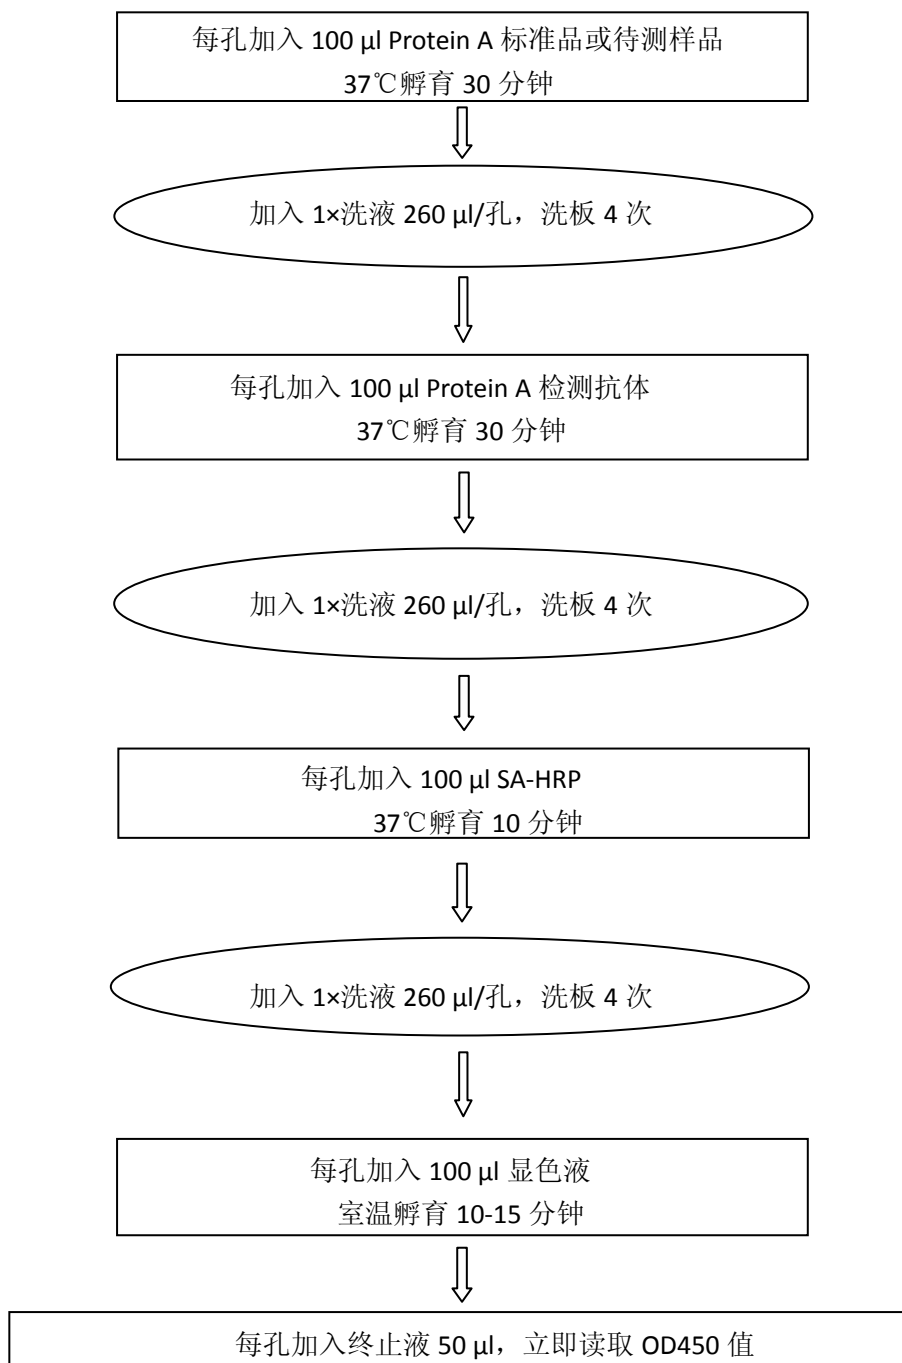 每孔加入 100 µl Protein A 标准品或待测样品
37℃孵育 30 分钟
加入 1×洗液 260 µl/孔，洗板 4 次
每孔加入 100 µl Protein A 检测抗体
37℃孵育 30 分钟
加入 1×洗液 260 µl/孔，洗板 4 次
每孔加入 100 µl SA-HRP
37℃孵育 10 分钟
加入 1×洗液 260 µl/孔，洗板 4 次
每孔加入 100 µl 显色液
室温孵育 10-15 分钟
每孔加入终止液 50 µl，立即读取 OD450 值